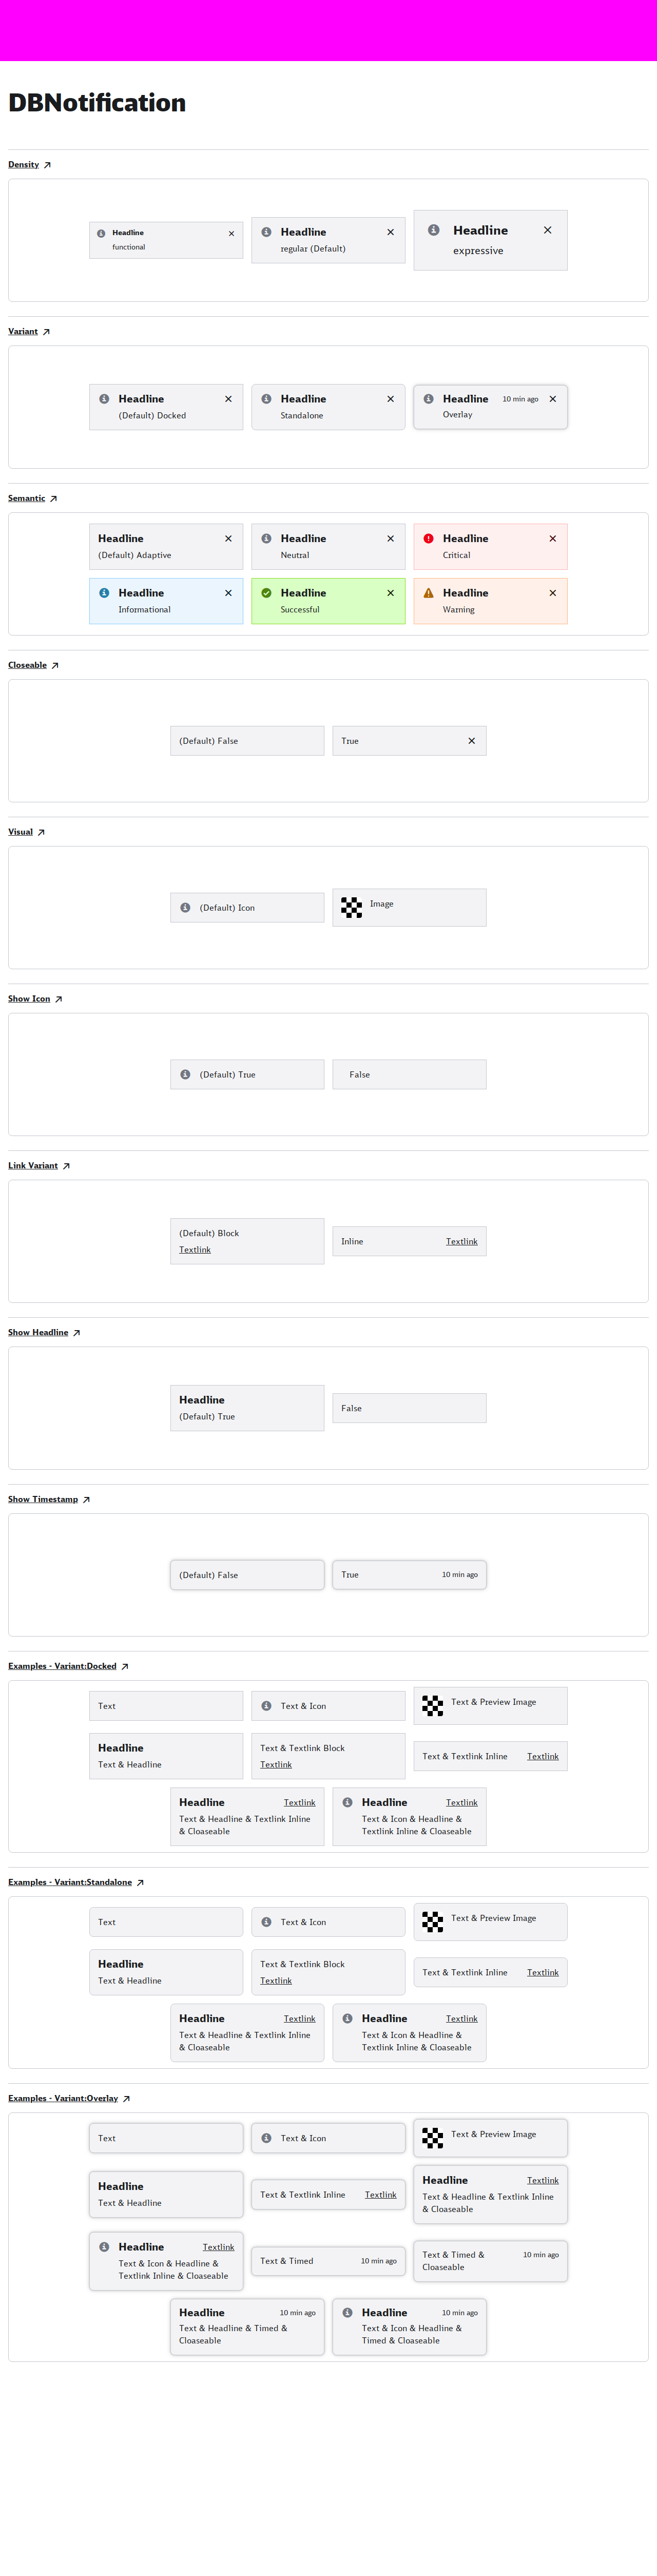 DBNotification
Density
Headline
functional
Headline
regular (Default)
Headline
expressive
Variant
Headline
(Default) Docked
Headline
Standalone
Headline 10 min ago
Overlay
Semantic
Headline
(Default) Adaptive
Headline
Neutral
Headline
Critical
Headline
Informational
Headline
Successful
Headline
Warning
Closeable
(Default) False
True
Visual
(Default) Icon
Image
Show Icon
(Default) True
False
Link Variant
(Default) Block
Textlink
Inline Textlink
Show Headline
Headline
(Default) True
False
Show Timestamp
(Default) False
True 10 min ago
Examples - Variant:Docked
Text
Text & Icon
Text & Preview Image
Headline
Text & Headline
Text & Textlink Block
Textlink
Text & Textlink Inline Textlink
Headline Textlink
Text & Headline & Textlink Inline
& Cloaseable
Headline Textlink
Text & Icon & Headline &
Textlink Inline & Cloaseable
Examples - Variant:Standalone
Text
Text & Icon
Text & Preview Image
Headline
Text & Headline
Text & Textlink Block
Textlink
Text & Textlink Inline Textlink
Headline Textlink
Text & Headline & Textlink Inline
& Cloaseable
Headline Textlink
Text & Icon & Headline &
Textlink Inline & Cloaseable
Examples - Variant:Overlay
Text
Text & Icon
Text & Preview Image
Headline
Text & Headline
Text & Textlink Inline Textlink
Headline Textlink
Text & Headline & Textlink Inline
& Cloaseable
Headline Textlink
Text & Icon & Headline &
Textlink Inline & Cloaseable
Text & Timed 10 min ago
Text & Timed & 10 min ago
Cloaseable
Headline 10 min ago
Text & Headline & Timed &
Cloaseable
Headline 10 min ago
Text & Icon & Headline &
Timed & Cloaseable